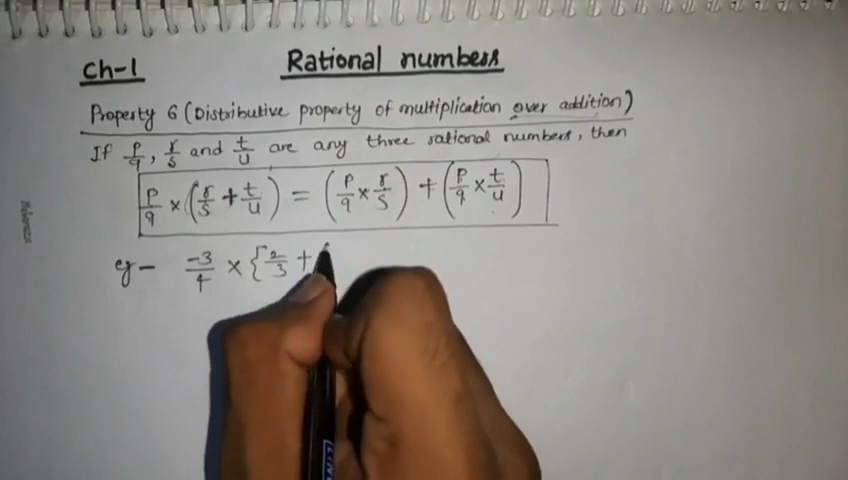 Ch-1 Rational numbers
Property 6 (Distributive property of multiplication over addition)
If p/q, r/s and t/u are any three rational numbers, then
p/q × (r/s + t/u) = (p/q × r/s) + (p/q × t/u)
eg - -3/4 × { 2/3 +